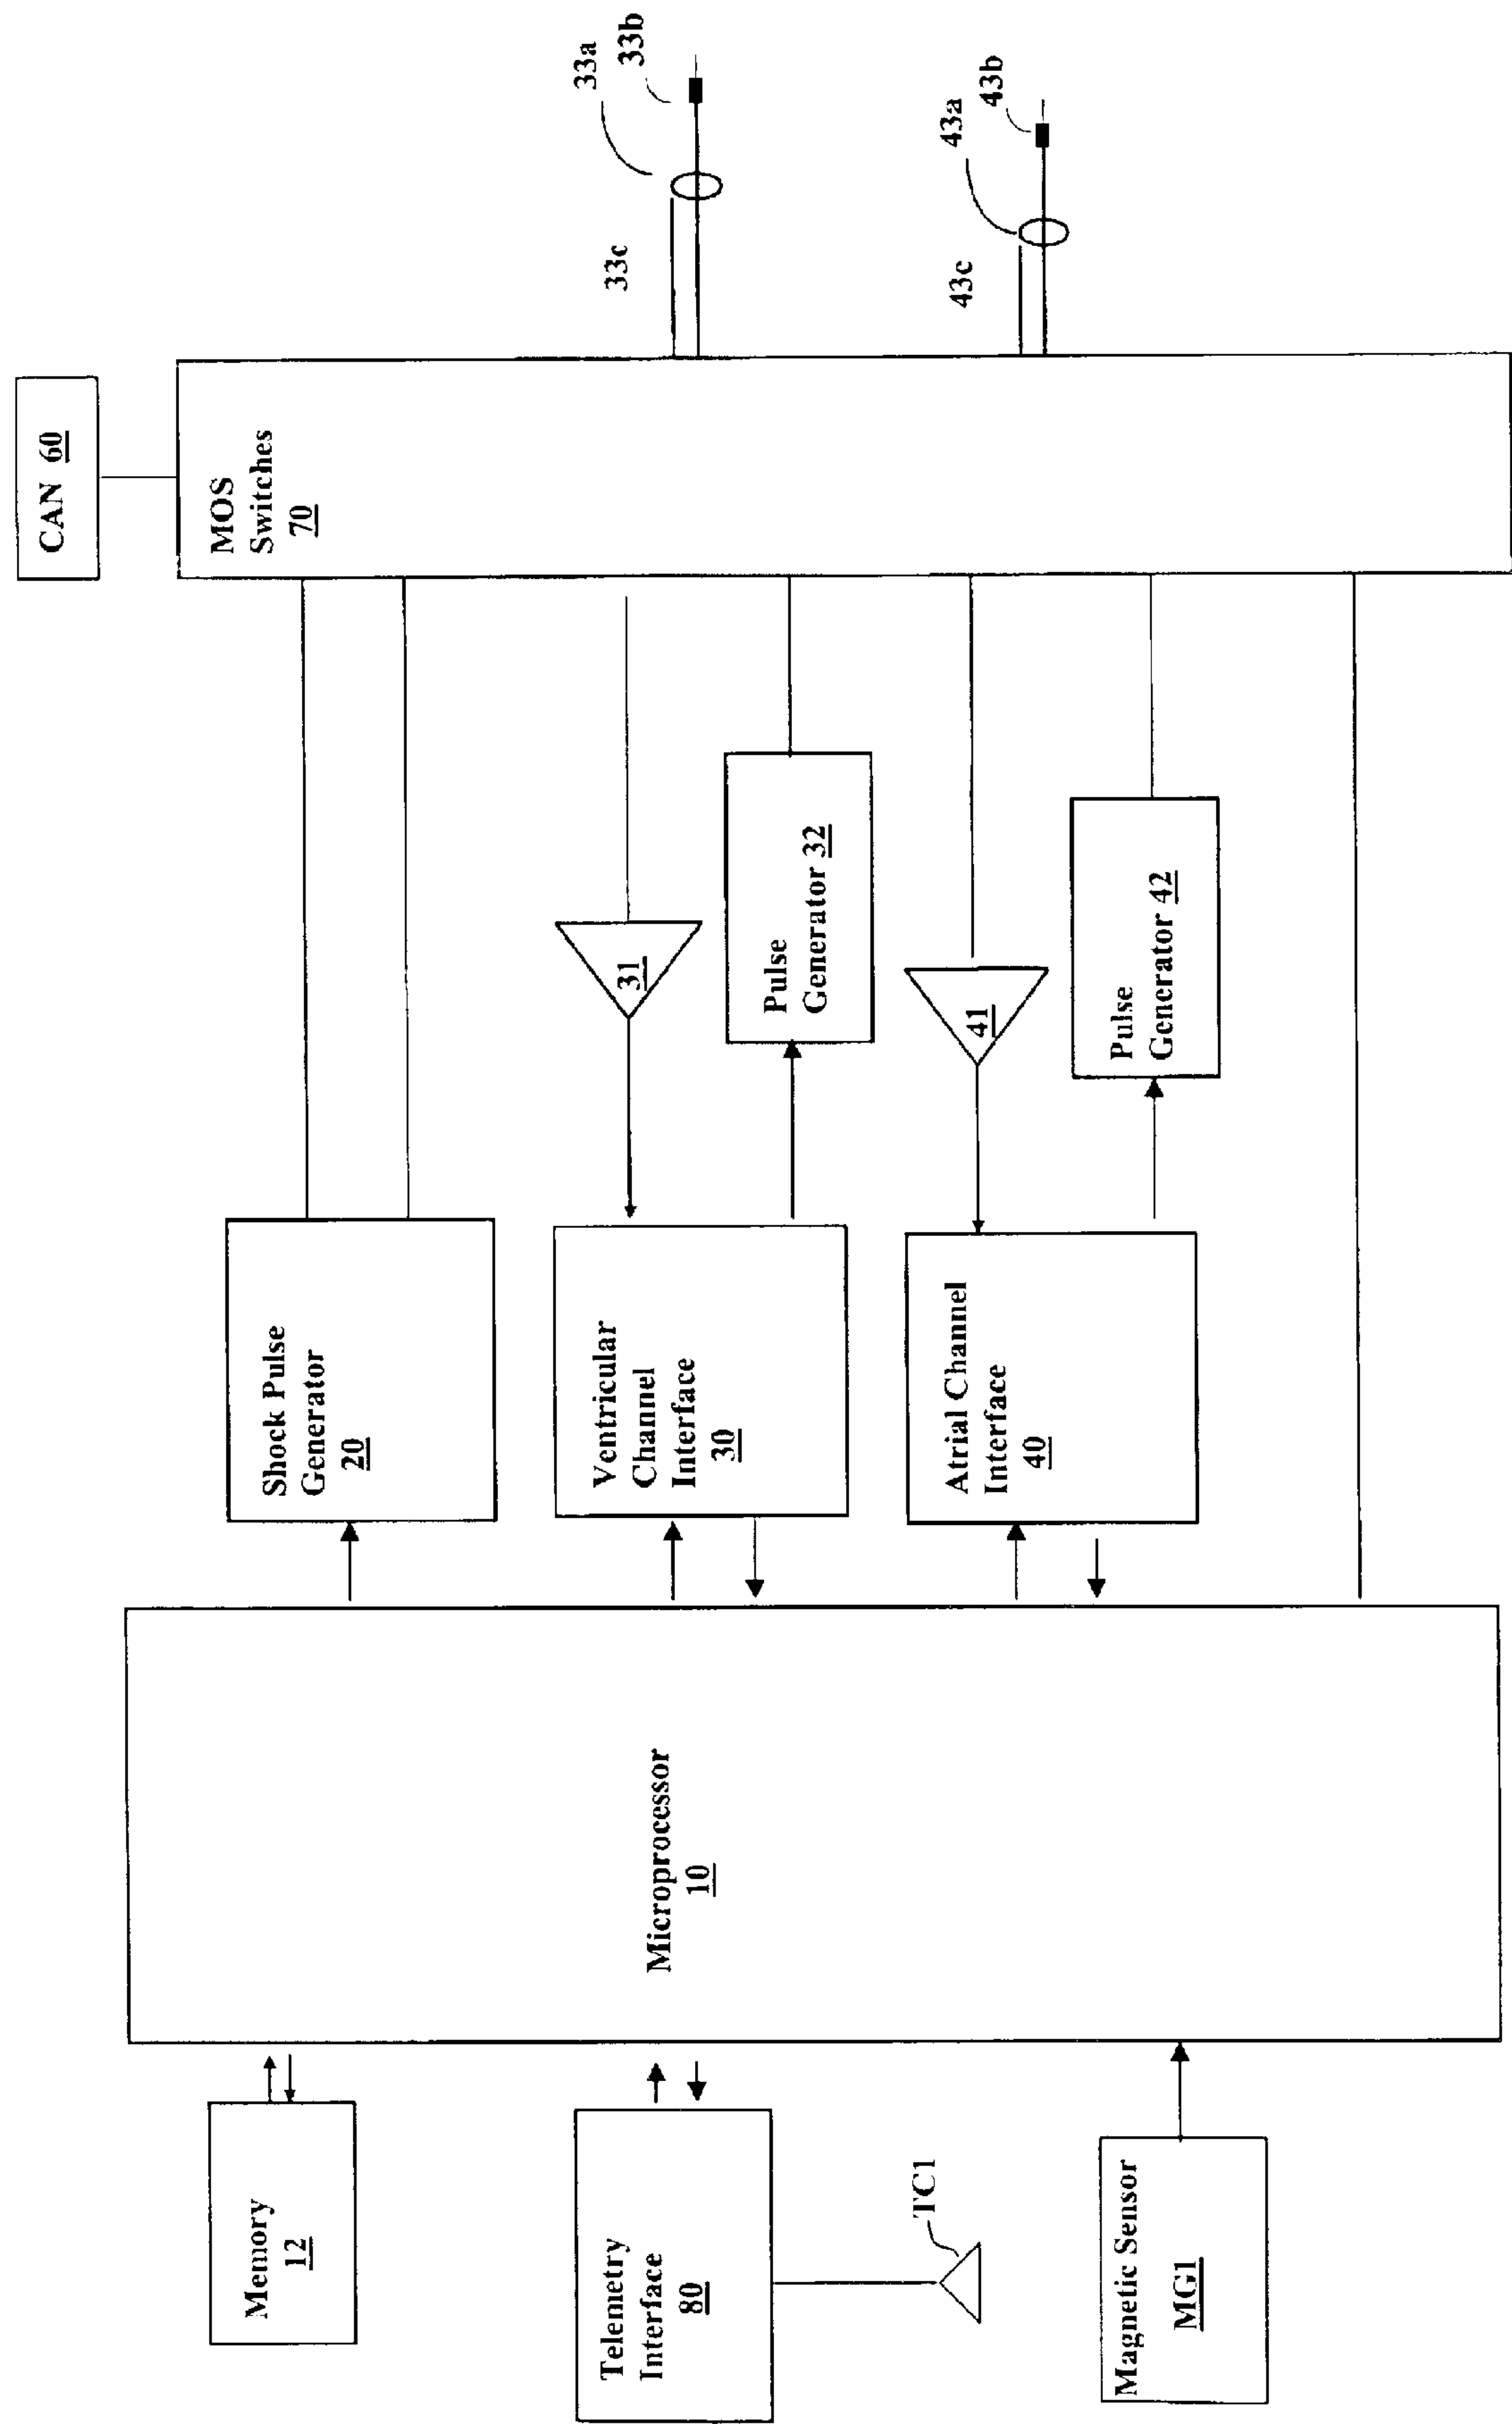 CAN 60
MOS
Switches
70
33a
33b
33c
43a
43b
43c
Shock Pulse
Generator
20
31
Pulse
Generator 32
Ventricular
Channel
Interface
30
41
Pulse
Generator 42
Atrial Channel
Interface
40
Microprocessor
10
Memory
12
Telemetry
Interface
80
TC1
Magnetic Sensor
MG1